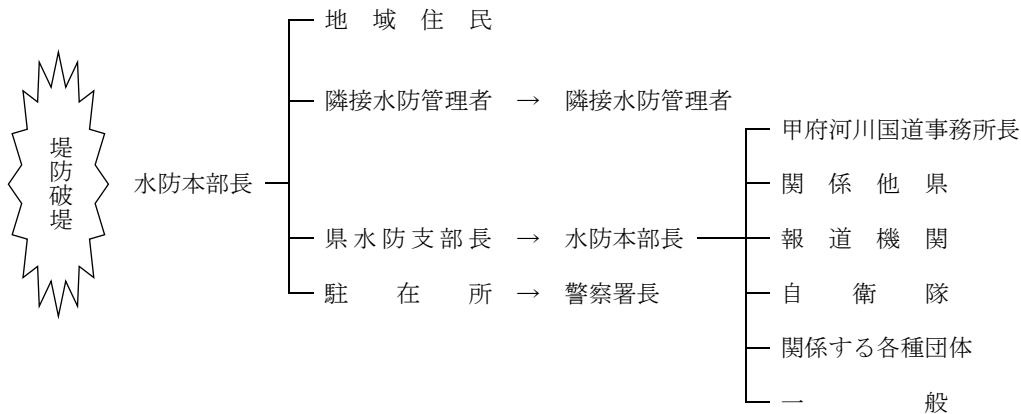 堤防破堤
水防本部長
地域住民
隣接水防管理者 → 隣接水防管理者
県水防支部長 → 水防本部長
駐在所 → 警察署長
甲府河川国道事務所長
関係他県
報道機関
自衛隊
関係する各種団体
一般